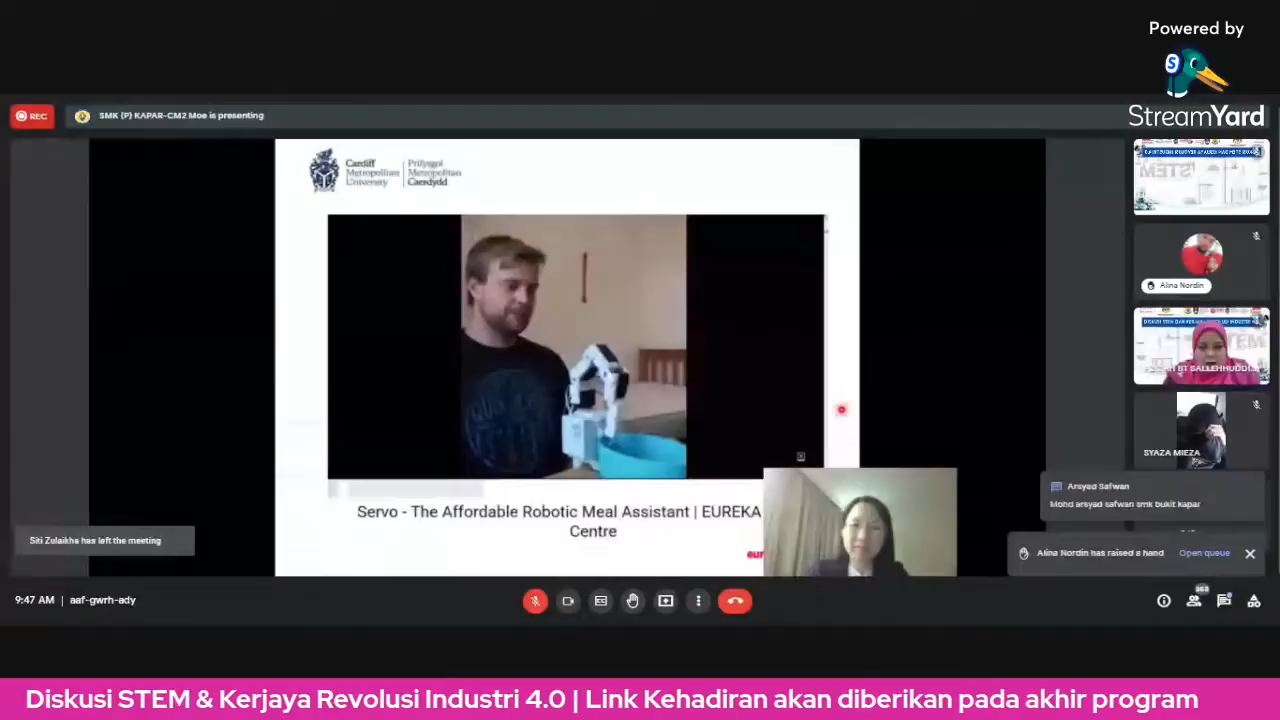 Powered by
StreamYard
REC
SMK (P) KAPAR-CM2 Moe is presenting
Cardiff
Metropolitan
University
Prifysgol
Metropolitan
Caerdydd
STEM
Alina Nordin
SYAZA MIEZA
Arsyad Safwan
Mohd arsyad safwan smk bukit kapar
Servo - The Affordable Robotic Meal Assistant | EUREKA
Centre
eur
Siti Zulaikha has left the meeting
Alina Nordin has raised a hand
Open queue
9:47 AM | aaf-gwrh-ady
Diskusi STEM & Kerjaya Revolusi Industri 4.0 | Link Kehadiran akan diberikan pada akhir program